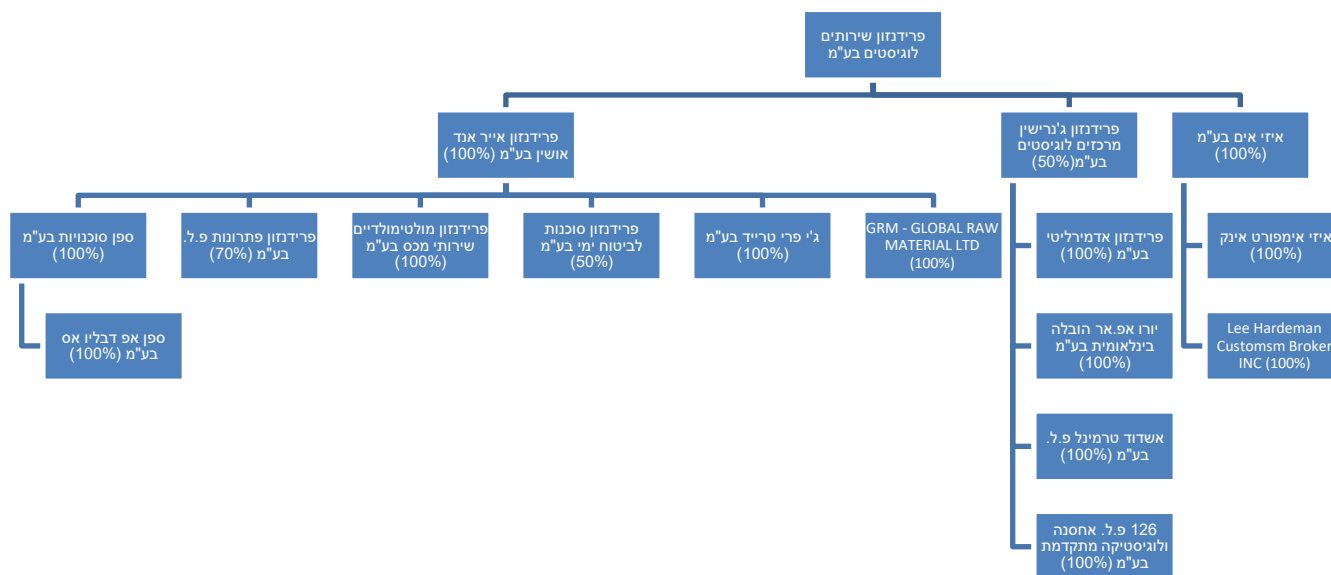 פרידנזון שירותים
לוגיסטים בע"מ
איזי אים בע"מ
(100%)
פרידנזון ג'נרישין
מרכזים לוגיסטים
בע"מ(50%)
פרידנזון אייר אנד
אושין בע"מ (100%)
איזי אימפורט אינק
(100%)
Lee Hardeman
Customsm Broker
INC (100%)
פרידנזון אדמירליטי
בע"מ (100%)
יורו אפ.אר הובלה
בינלאומית בע"מ
(100%)
אשדוד טרמינל פ.ל.
בע"מ (100%)
126 פ.ל. אחסנה
ולוגיסטיקה מתקדמת
בע"מ (100%)
GRM - GLOBAL RAW
MATERIAL LTD
(100%)
ג'י פרי טרייד בע"מ
(100%)
פרידנזון סוכנות
לביטוח ימי בע"מ
(50%)
פרידנזון מולטימולדיים
שירותי מכס בע"מ
(100%)
פרידנזון פתרונות פ.ל.
בע"מ (70%)
ספן סוכנויות בע"מ
(100%)
ספן אפ דבליו אס
בע"מ (100%)